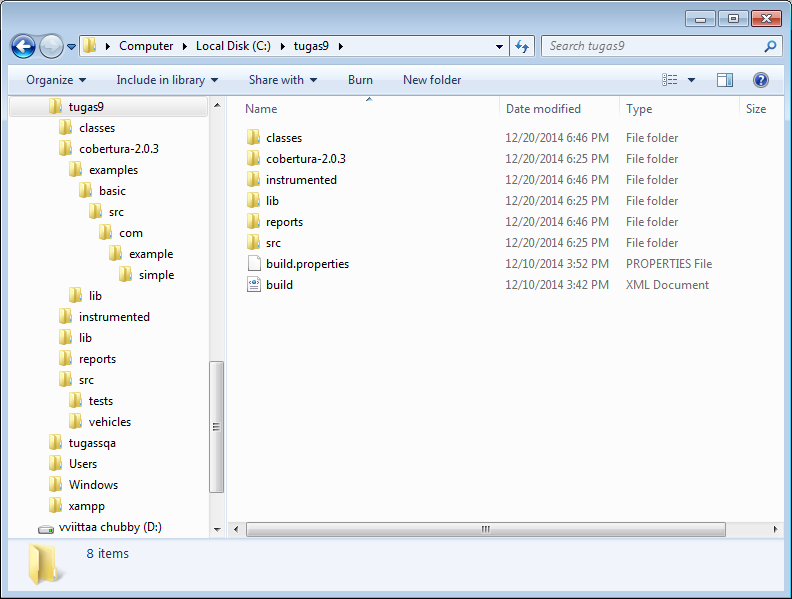 Computer Local Disk (C:) tugas9 Search tugas9
Organize Include in library Share with Burn New folder
tugas9
classes
cobertura-2.0.3
examples
basic
src
com
example
simple
lib
instrumented
lib
reports
src
tests
vehicles
tugassqa
Users
Windows
xampp
vviittaa chubby (D:)
Name Date modified Type Size
classes 12/20/2014 6:46 PM File folder
cobertura-2.0.3 12/20/2014 6:25 PM File folder
instrumented 12/20/2014 6:46 PM File folder
lib 12/20/2014 6:25 PM File folder
reports 12/20/2014 6:46 PM File folder
src 12/20/2014 6:25 PM File folder
build.properties 12/10/2014 3:52 PM PROPERTIES File
build 12/10/2014 3:42 PM XML Document
8 items